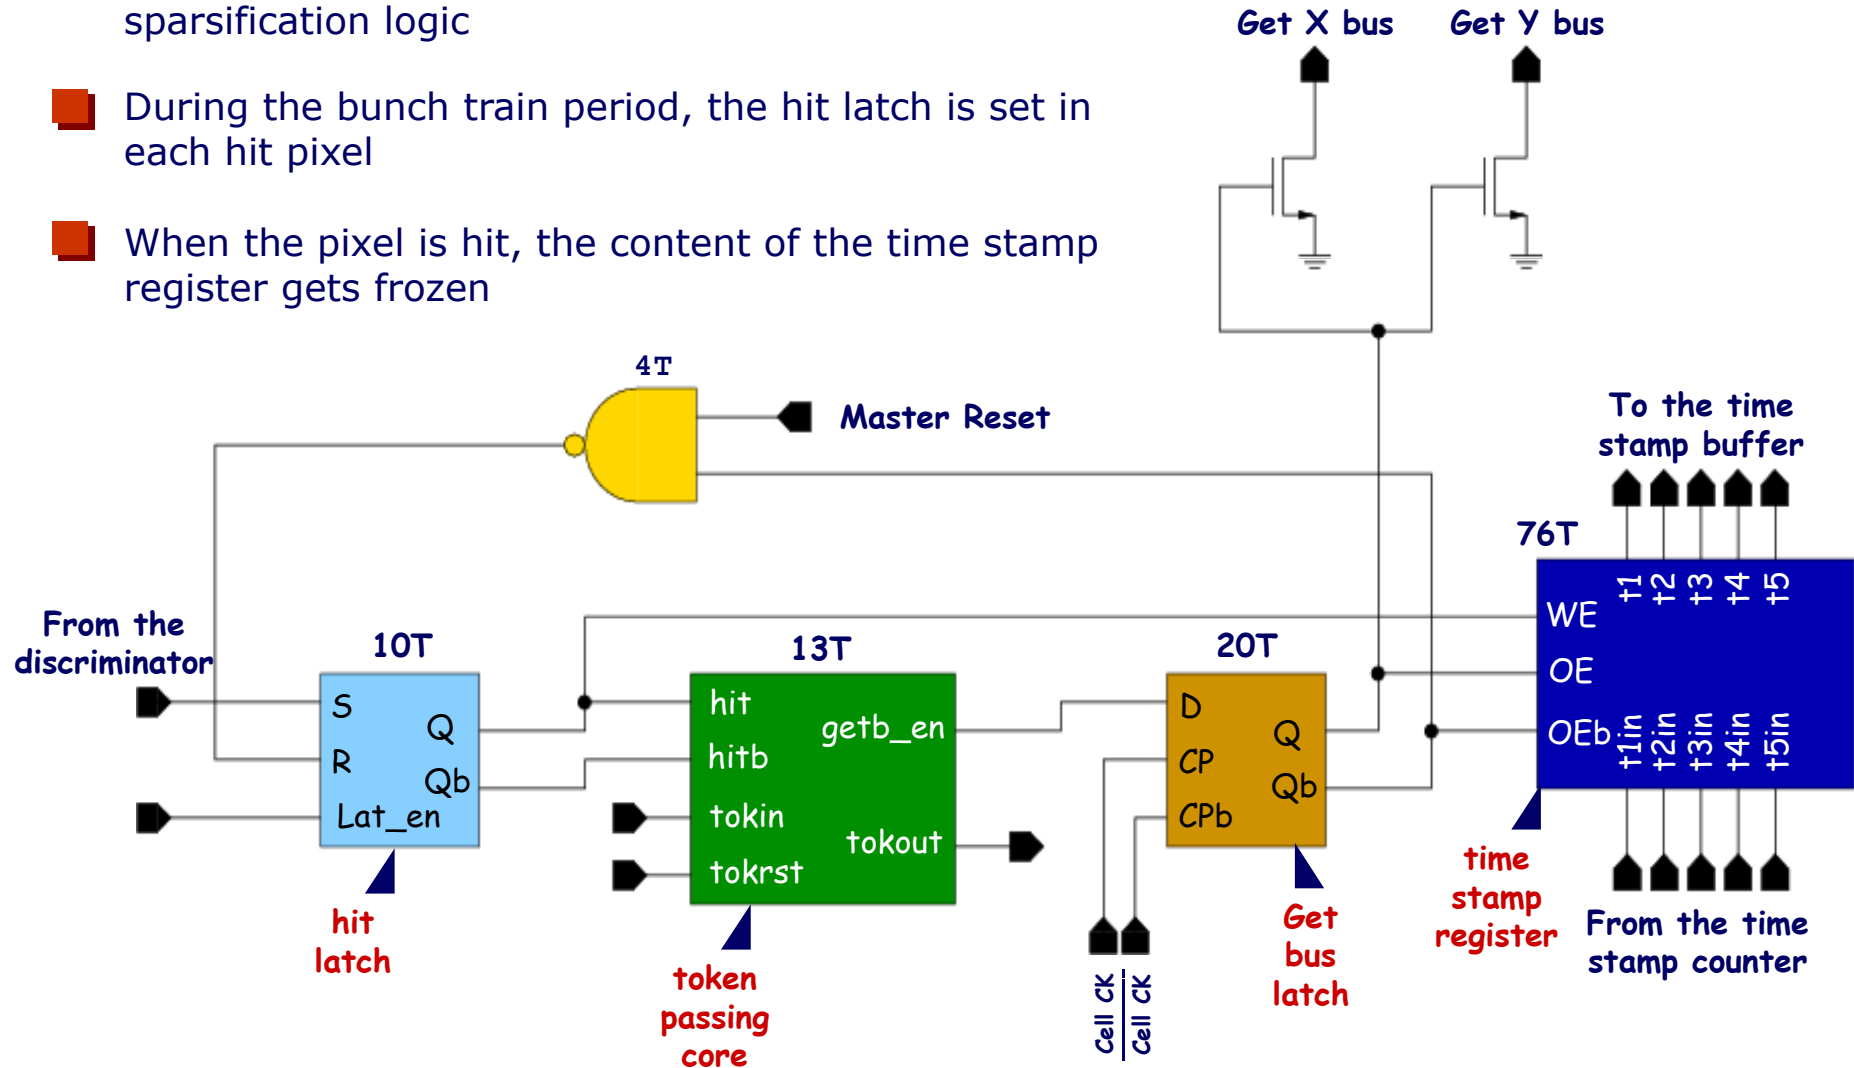 sparsification logic
During the bunch train period, the hit latch is set in
each hit pixel
When the pixel is hit, the content of the time stamp
register gets frozen
Get X bus
Get Y bus
4T
Master Reset
To the time
stamp buffer
76T
t1
t2
t3
t4
t5
WE
OE
OEb
t1in
t2in
t3in
t4in
t5in
From the
discriminator
10T
S
R
Q
Qb
Lat_en
13T
hit
hitb
tokin
tokrst
getb_en
tokout
20T
D
CP
CPb
Q
Qb
hit
latch
token
passing
core
Cell CK
Cell CK
Get
bus
latch
time
stamp
register
From the time
stamp counter